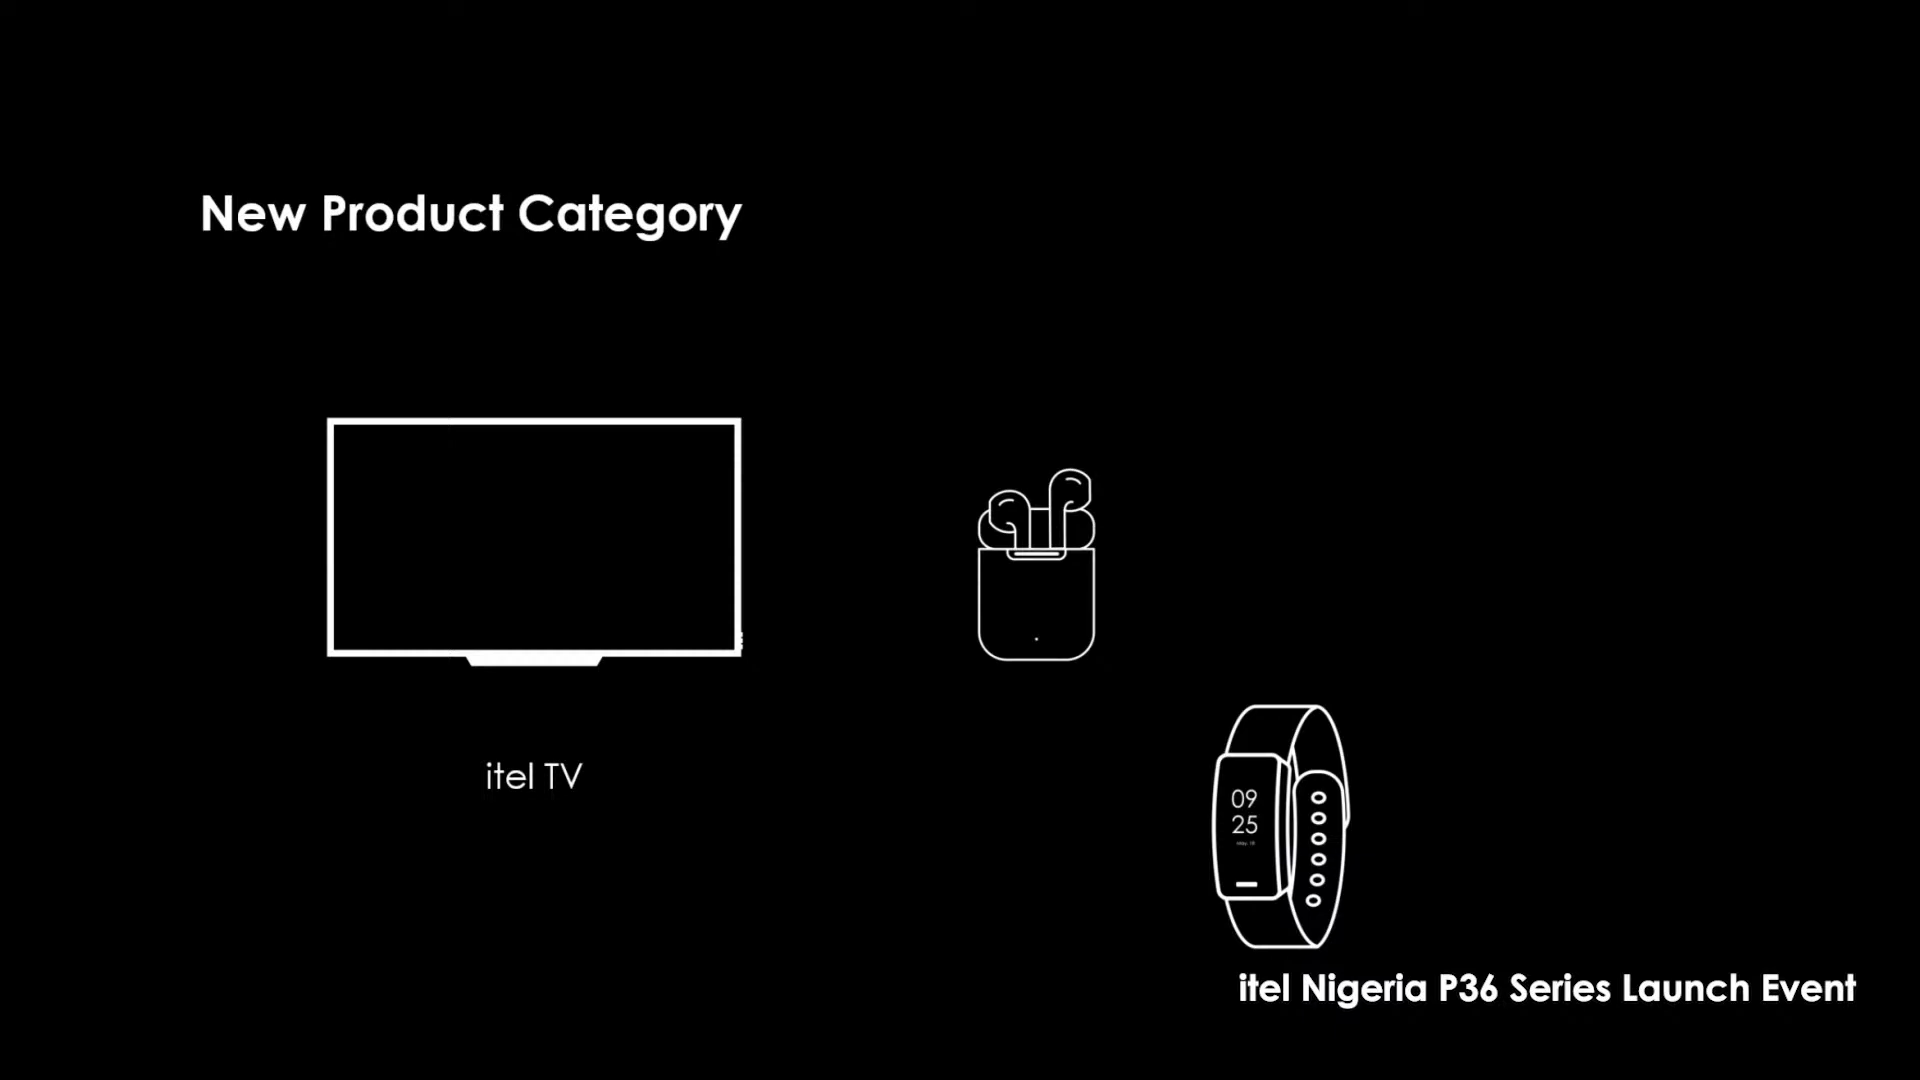 New Product Category
itel TV
09
25
itel Nigeria P36 Series Launch Event